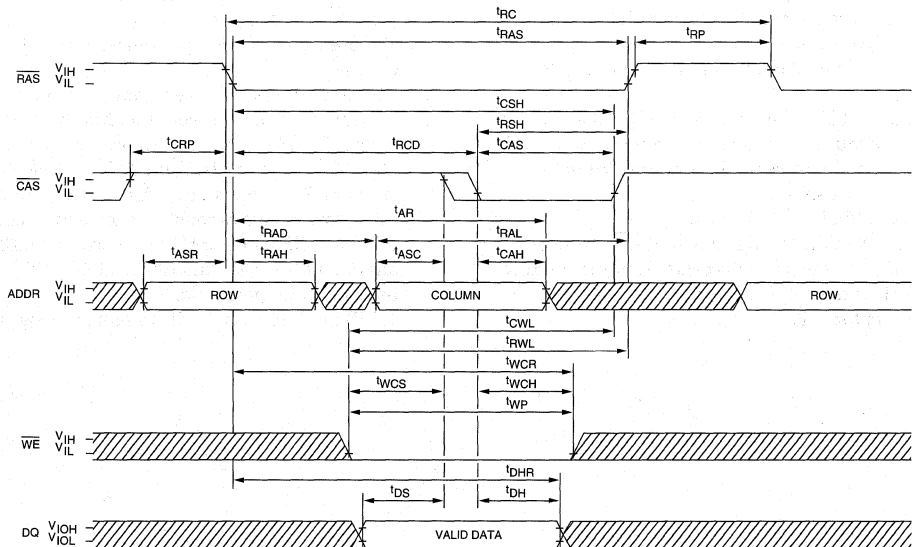 tRC
tRAS
tRP
RAS VIH
VIL
tCSH
tRSH
tCRP
tRCD
tCAS
CAS VIH
VIL
tAR
tRAD
tRAL
tASR
tRAH
tASC
tCAH
ADDR VIH
VIL
ROW
COLUMN
ROW
tCWL
tRWL
tWCR
tWCS
tWCH
tWP
WE VIH
VIL
tDHR
tDS
tDH
DQ VIOH
VIOL
VALID DATA